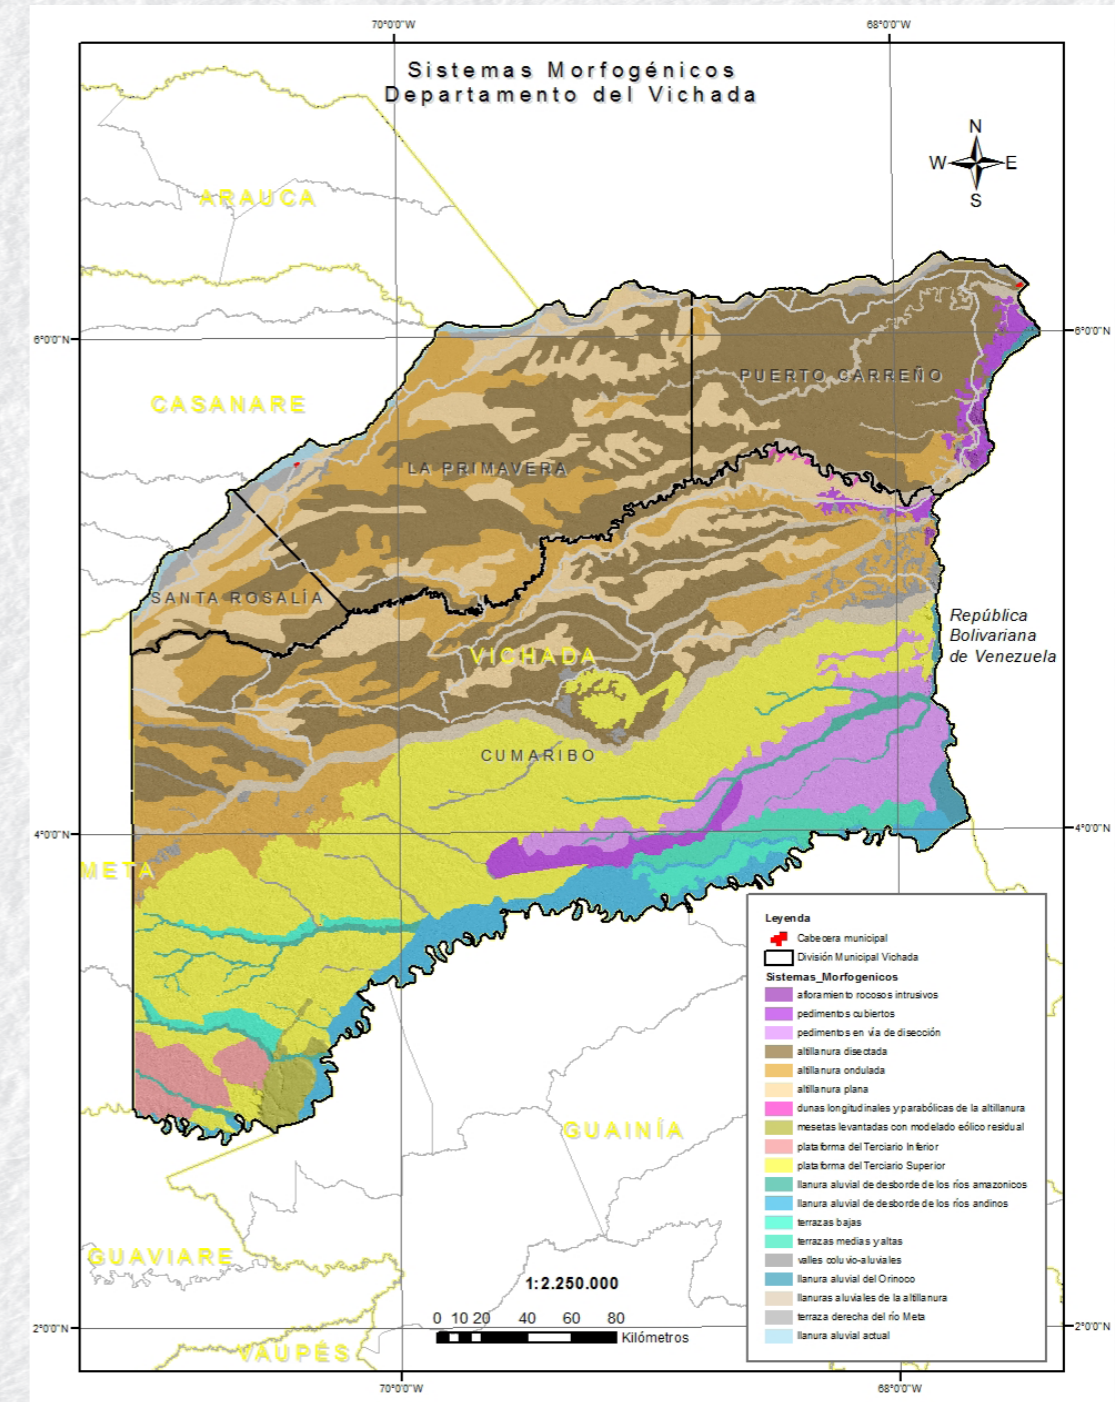 70°0'0"W
68°0'0"W
Sistemas Morfogénicos
Departamento del Vichada
N
W
E
S
ARAUCA
6°0'0"N
6°0'0"N
PUERTO CARREÑO
CASANARE
LA PRIMAVERA
SANTA ROSALÍA
República
Bolivariana
de Venezuela
VICHADA
CUMARIBO
4°0'0"N
4°0'0"N
META
Leyenda
Cabecera municipal
División Municipal Vichada
Sistemas_Morfogenicos
afloramiento rocosos intrusivos
pedimentos cubiertos
pedimentos en vía de disección
altillanura disectada
altillanura ondulada
altillanura plana
dunas longitudinales y parabólicas de la altillanura
mesetas levantadas con modelado eólico residual
plataforma del Terciario Inferior
plataforma del Terciario Superior
llanura aluvial de desborde de los ríos amazonicos
llanura aluvial de desborde de los ríos andinos
terrazas bajas
terrazas medias y altas
valles coluvio-aluviales
llanura aluvial del Orinoco
llanuras aluviales de la altillanura
terraza derecha del río Meta
llanura aluvial actual
GUAINÍA
GUAVIARE
1:2.250.000
0 10 20 40 60 80
Kilómetros
2°0'0"N
2°0'0"N
VAUPÉS
70°0'0"W
68°0'0"W